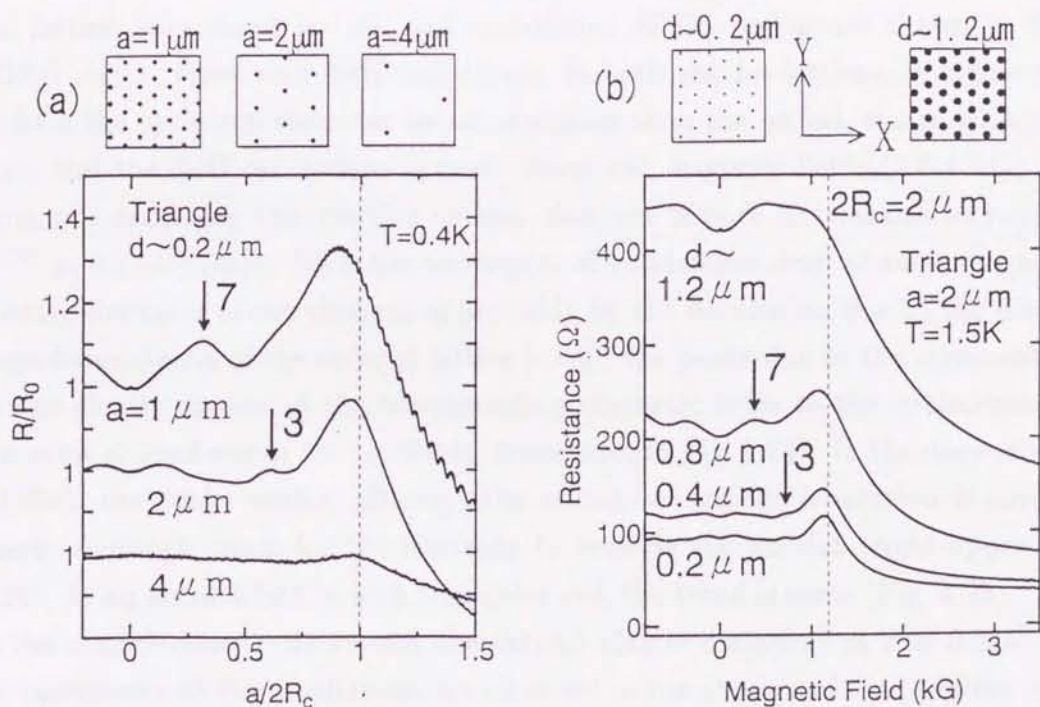 a=1μm a=2μm a=4μm
(a)
Triangle
d~0.2μm
T=0.4K
7
a=1μm
3
2μm
4μm
1.4
1.2
1
1
1
R/R0
0 0.5 1 1.5
a/2Rc
d~0.2μm
d=1.2μm
(b)
Y
X
2Rc=2μm
Triangle
a=2μm
T=1.5K
d
1.2μm
7
0.8μm
3
0.4μm
0.2μm
400
300
200
100
0
Resistance (Ω)
0 1 2 3
Magnetic Field (kG)